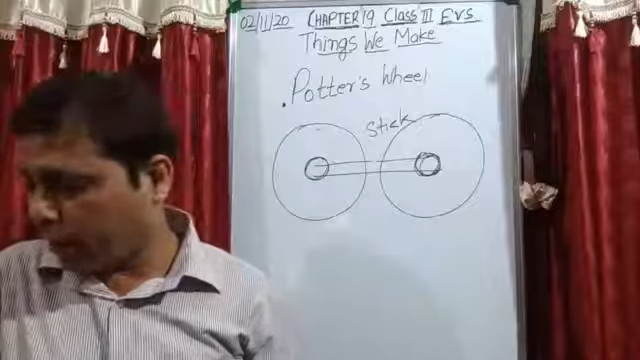 02/11/20 CHAPTER 19 Class III EVS
Things We Make
Potter's Wheel
Stick